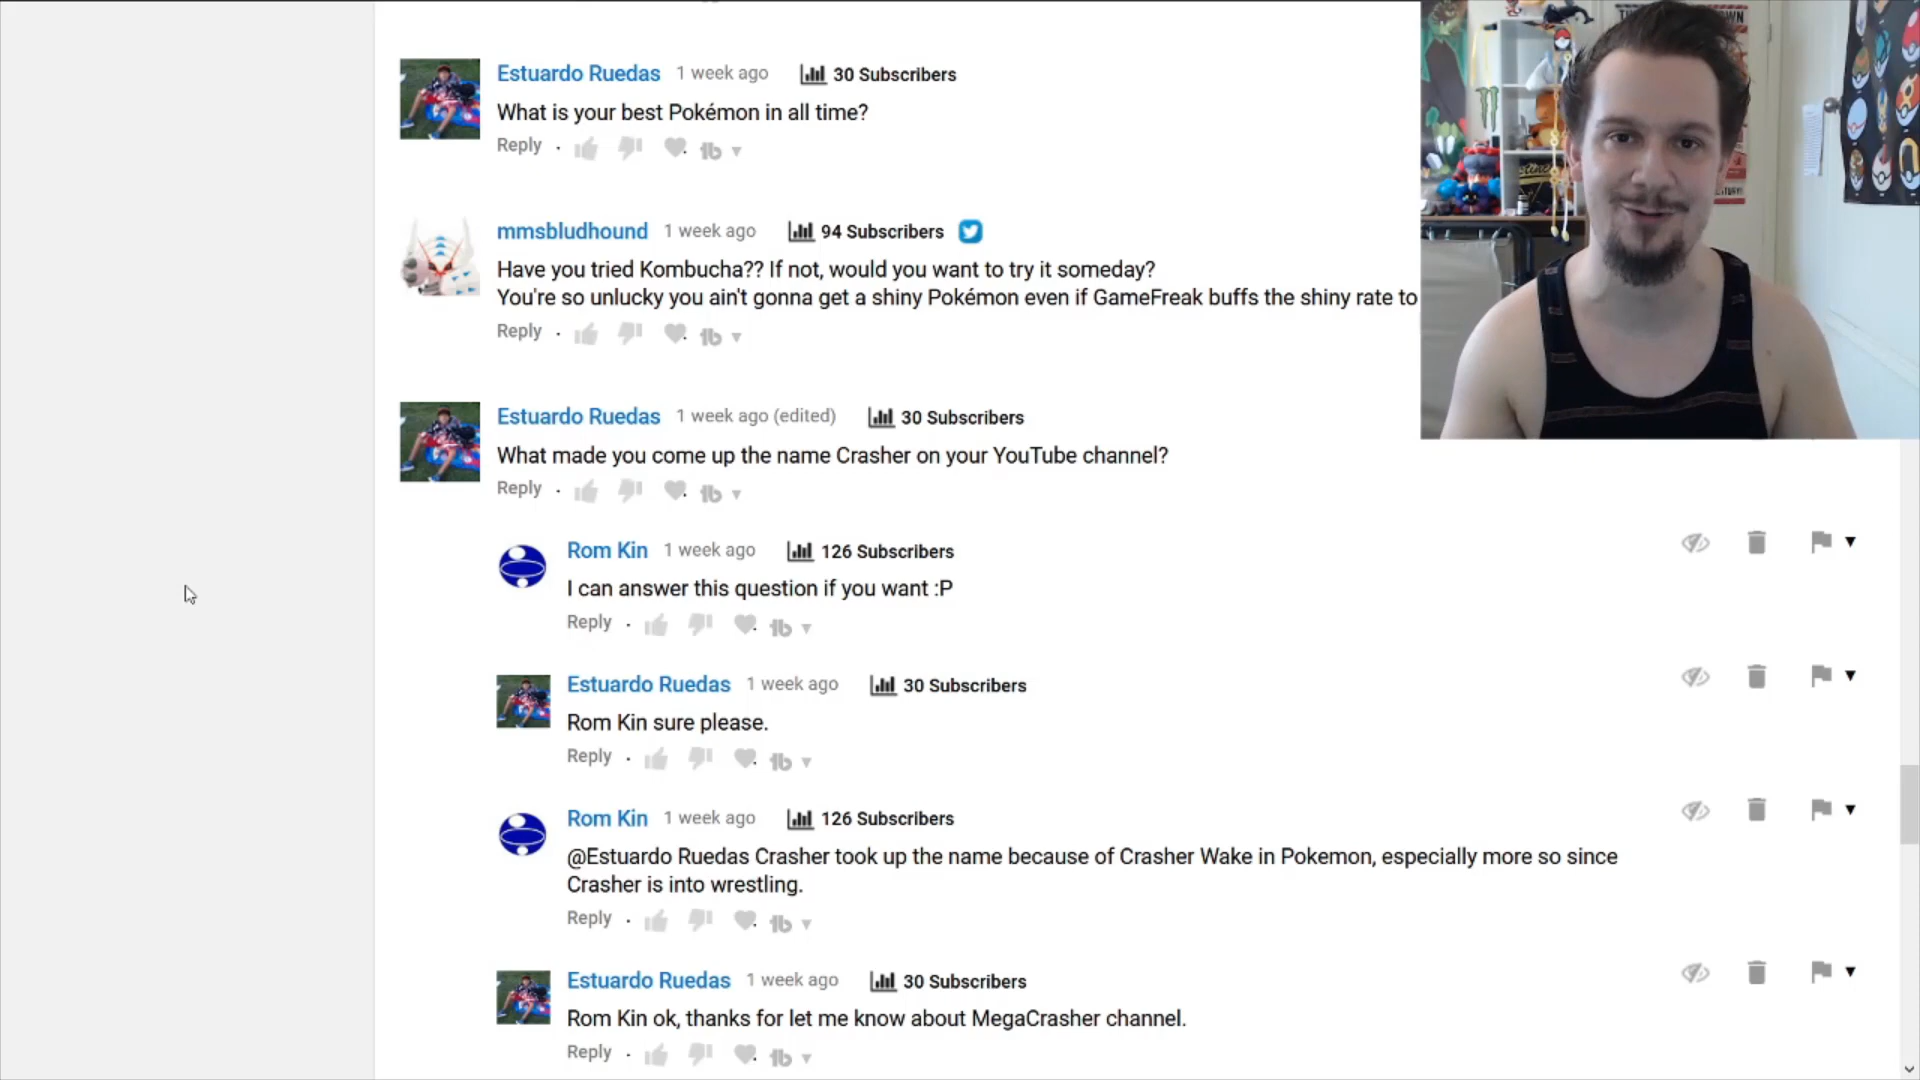 Estuardo Ruedas 1 week ago 30 Subscribers
What is your best Pokémon in all time?
Reply
mmsbludhound 1 week ago 94 Subscribers
Have you tried Kombucha?? If not, would you want to try it someday?
You're so unlucky you ain't gonna get a shiny Pokémon even if GameFreak buffs the shiny rate to
Reply
Estuardo Ruedas 1 week ago (edited) 30 Subscribers
What made you come up the name Crasher on your YouTube channel?
Reply
Rom Kin 1 week ago 126 Subscribers
I can answer this question if you want :P
Reply
Estuardo Ruedas 1 week ago 30 Subscribers
Rom Kin sure please.
Reply
Rom Kin 1 week ago 126 Subscribers
@Estuardo Ruedas Crasher took up the name because of Crasher Wake in Pokemon, especially more so since
Crasher is into wrestling.
Reply
Estuardo Ruedas 1 week ago 30 Subscribers
Rom Kin ok, thanks for let me know about MegaCrasher channel.
Reply